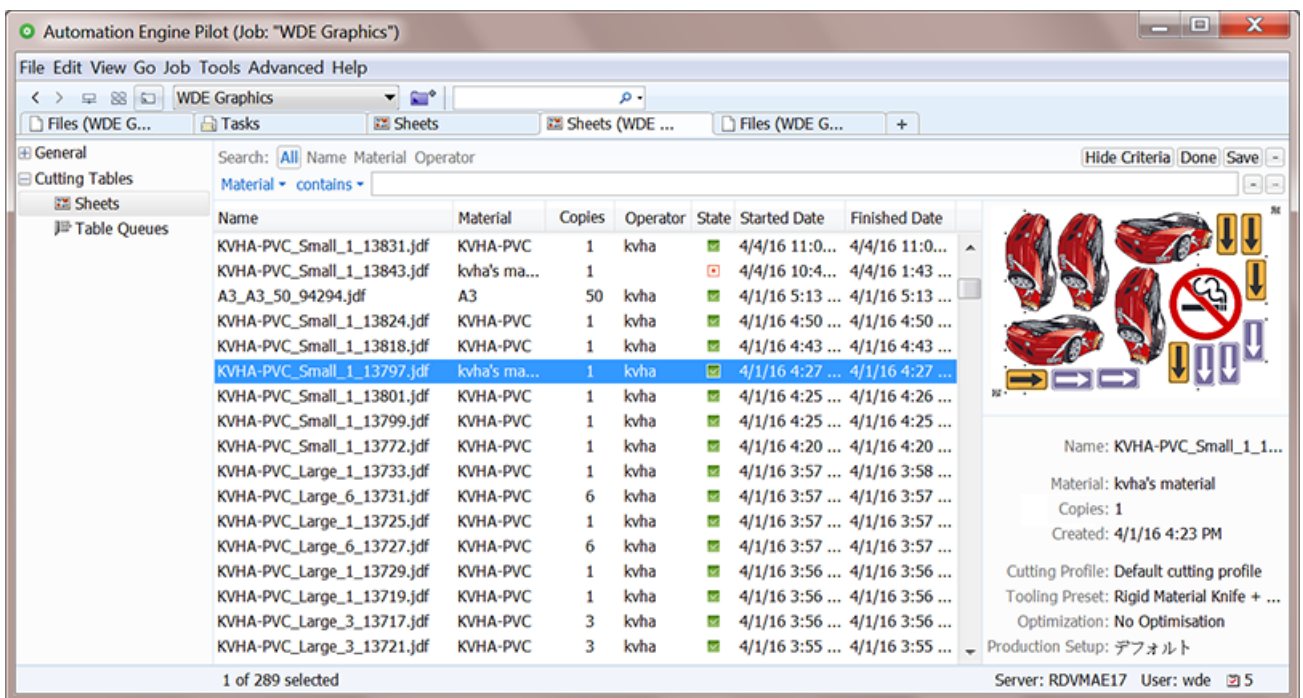 Automation Engine Pilot (Job: "WDE Graphics")
File Edit View Go Job Tools Advanced Help
WDE Graphics
Files (WDE G... Tasks Sheets Sheets (WDE ... Files (WDE G... +
General
Cutting Tables
Sheets
Table Queues
Search: All Name Material Operator Hide Criteria Done Save -
Material contains - -
Name Material Copies Operator State Started Date Finished Date
KVHA-PVC_Small_1_13831.jdf KVHA-PVC 1 kvha 4/4/16 11:0... 4/4/16 11:0...
KVHA-PVC_Small_1_13843.jdf kvha's ma... 1 4/4/16 10:4... 4/4/16 1:43 ...
A3_A3_50_94294.jdf A3 50 kvha 4/1/16 5:13 ... 4/1/16 5:13 ...
KVHA-PVC_Small_1_13824.jdf KVHA-PVC 1 kvha 4/1/16 4:50 ... 4/1/16 4:50 ...
KVHA-PVC_Small_1_13818.jdf KVHA-PVC 1 kvha 4/1/16 4:43 ... 4/1/16 4:43 ...
KVHA-PVC_Small_1_13797.jdf kvha's ma... 1 kvha 4/1/16 4:27 ... 4/1/16 4:27 ...
KVHA-PVC_Small_1_13801.jdf KVHA-PVC 1 kvha 4/1/16 4:25 ... 4/1/16 4:26 ...
KVHA-PVC_Small_1_13799.jdf KVHA-PVC 1 kvha 4/1/16 4:25 ... 4/1/16 4:25 ...
KVHA-PVC_Small_1_13772.jdf KVHA-PVC 1 kvha 4/1/16 4:20 ... 4/1/16 4:20 ...
KVHA-PVC_Large_1_13733.jdf KVHA-PVC 1 kvha 4/1/16 3:57 ... 4/1/16 3:58 ...
KVHA-PVC_Large_6_13731.jdf KVHA-PVC 6 kvha 4/1/16 3:57 ... 4/1/16 3:57 ...
KVHA-PVC_Large_1_13725.jdf KVHA-PVC 1 kvha 4/1/16 3:57 ... 4/1/16 3:57 ...
KVHA-PVC_Large_6_13727.jdf KVHA-PVC 6 kvha 4/1/16 3:57 ... 4/1/16 3:57 ...
KVHA-PVC_Large_1_13729.jdf KVHA-PVC 1 kvha 4/1/16 3:56 ... 4/1/16 3:56 ...
KVHA-PVC_Large_1_13719.jdf KVHA-PVC 1 kvha 4/1/16 3:56 ... 4/1/16 3:56 ...
KVHA-PVC_Large_3_13717.jdf KVHA-PVC 3 kvha 4/1/16 3:56 ... 4/1/16 3:56 ...
KVHA-PVC_Large_3_13721.jdf KVHA-PVC 3 kvha 4/1/16 3:55 ... 4/1/16 3:55 ...
Name: KVHA-PVC_Small_1_1...
Material: kvha's material
Copies: 1
Created: 4/1/16 4:23 PM
Cutting Profile: Default cutting profile
Tooling Preset: Rigid Material Knife + ...
Optimization: No Optimisation
Production Setup: デフォルト
1 of 289 selected Server: RDVMAE17 User: wde 5